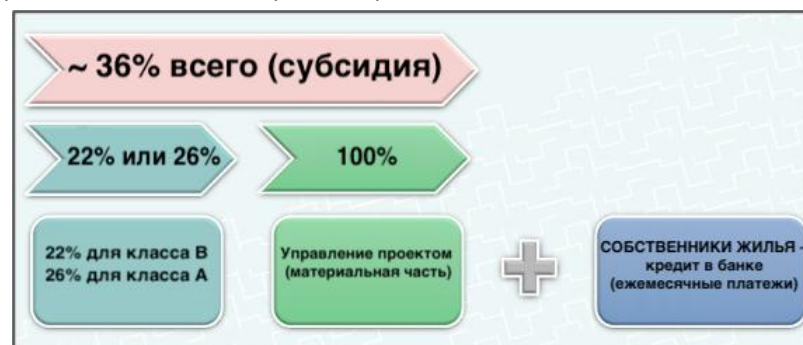 ~ 36% всего (субсидия)
22% или 26%
100%
22% для класса B
26% для класса A
Управление проектом
(материальная часть)
СОБСТВЕННИКИ ЖИЛЬЯ -
кредит в банке
(ежемесячные платежи)